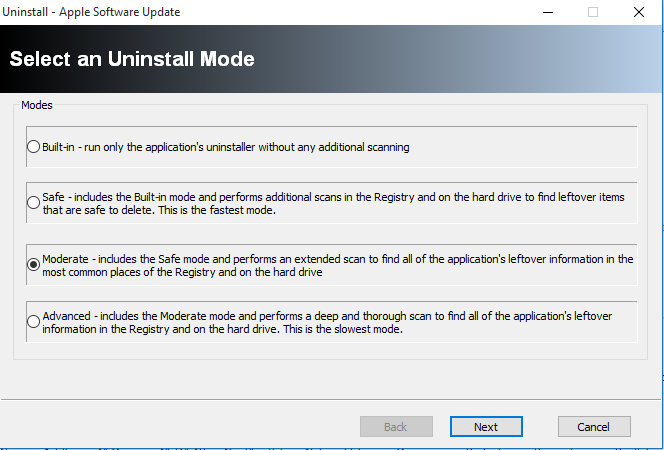 Uninstall - Apple Software Update
Select an Uninstall Mode
Modes
Built-in - run only the application's uninstaller without any additional scanning
Safe - includes the Built-in mode and performs additional scans in the Registry and on the hard drive to find leftover items
that are safe to delete. This is the fastest mode.
Moderate - includes the Safe mode and performs an extended scan to find all of the application's leftover information in the
most common places of the Registry and on the hard drive
Advanced - includes the Moderate mode and performs a deep and thorough scan to find all of the application's leftover
information in the Registry and on the hard drive. This is the slowest mode.
Back
Next
Cancel